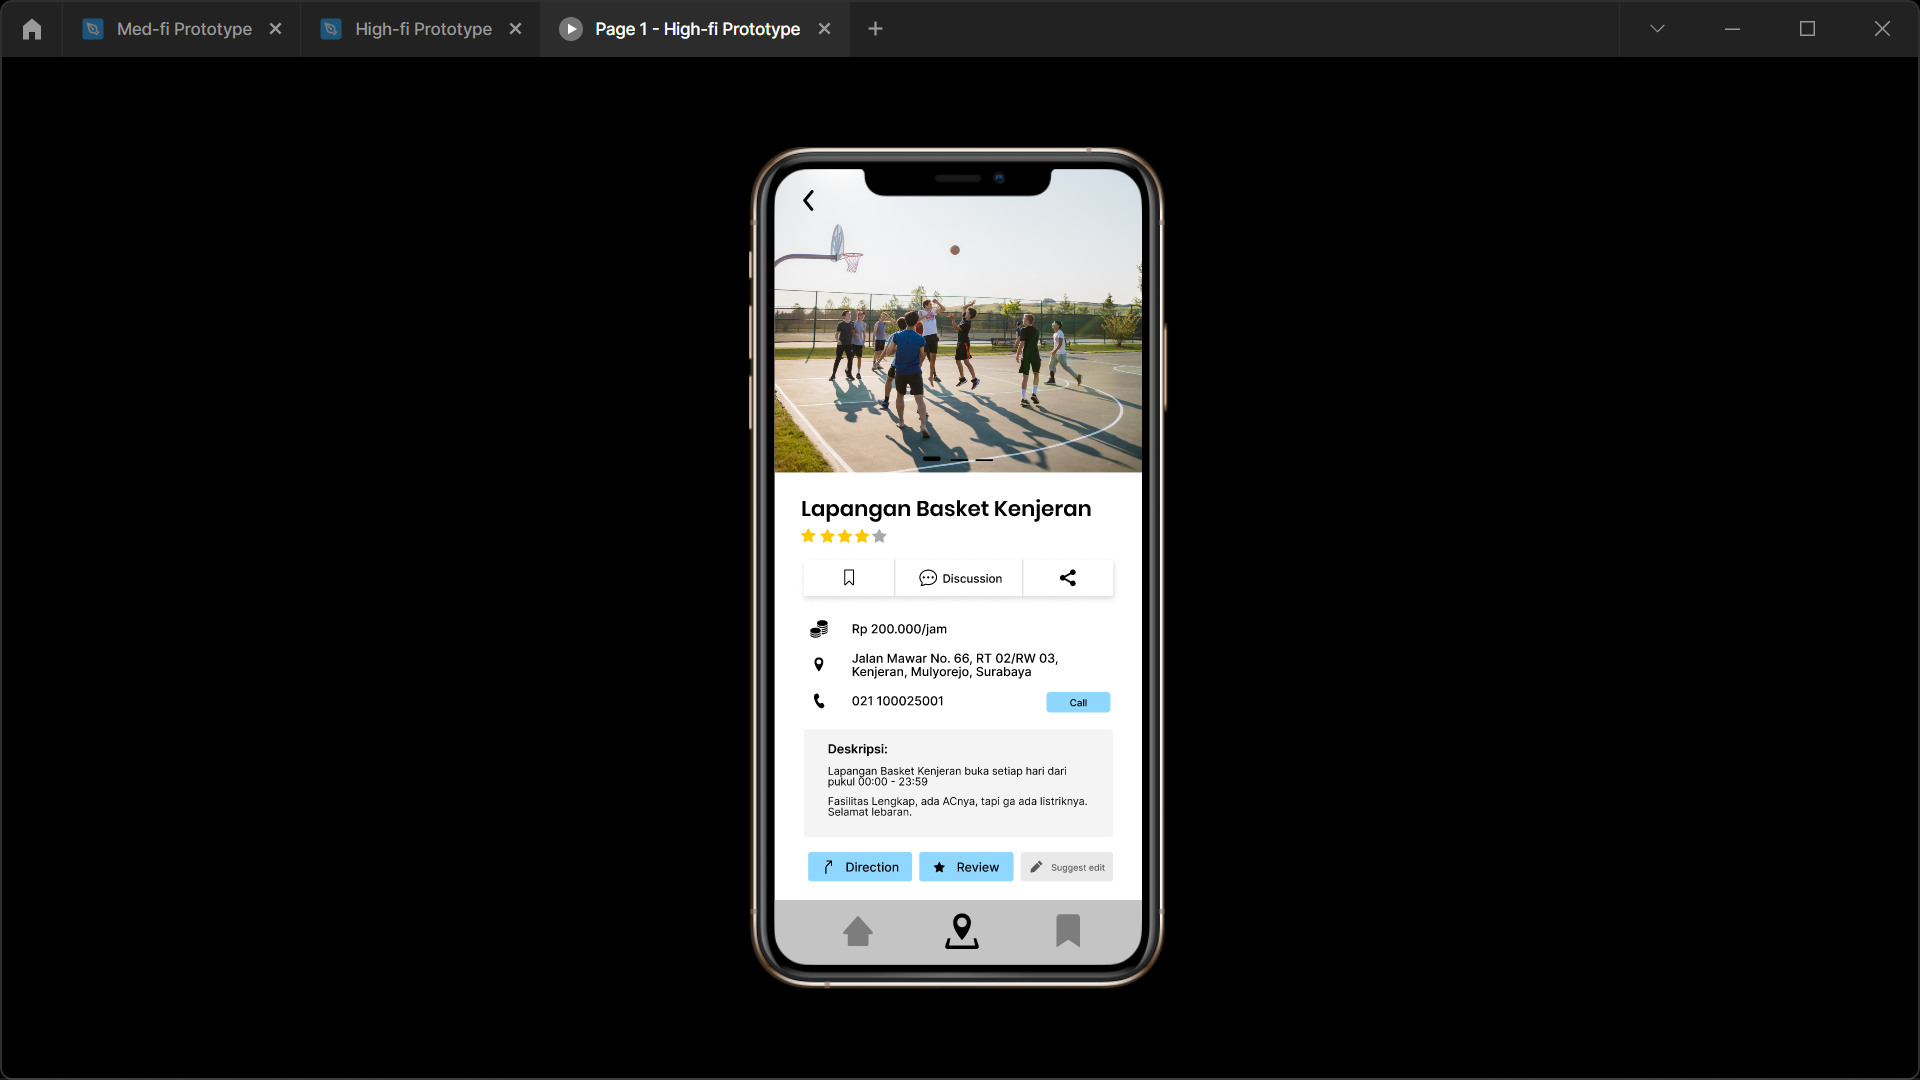 Med-fi Prototype
High-fi Prototype
Page 1 - High-fi Prototype
Lapangan Basket Kenjeran
Discussion
Rp 200.000/jam
Jalan Mawar No. 66, RT 02/RW 03,
Kenjeran, Mulyorejo, Surabaya
021 100025001
Call
Deskripsi:
Lapangan Basket Kenjeran buka setiap hari dari
pukul 00:00 - 23:59
Fasilitas Lengkap, ada ACnya, tapi ga ada listriknya.
Selamat lebaran.
Direction
Review
Suggest edit